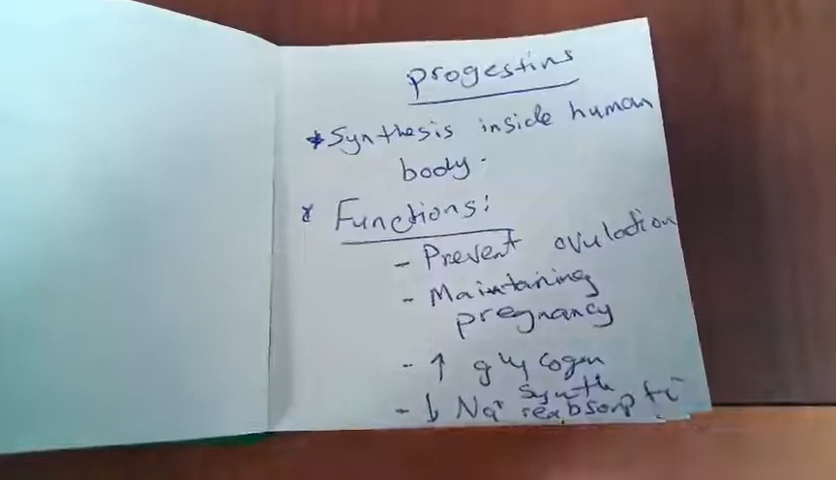 progestins
* Synthesis inside human
body.
* Functions:
- Prevent ovulation
- Maintaining
pregnancy
- ↑ glycogen
synth
- ↓ Na+ reabsorpti